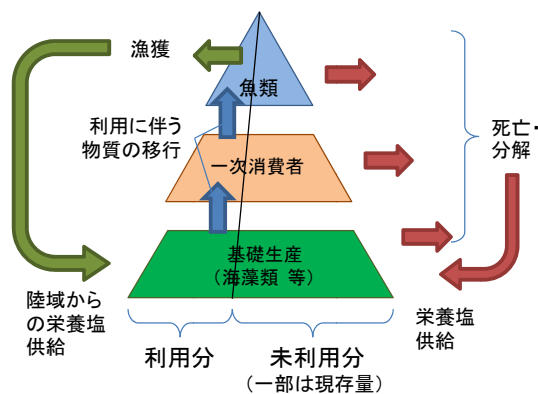 漁獲
魚類
利用に伴う
物質の移行
一次消費者
死亡・
分解
基礎生産
(海藻類 等)
陸域から
の栄養塩
供給
栄養塩
供給
利用分
未利用分
(一部は現存量)